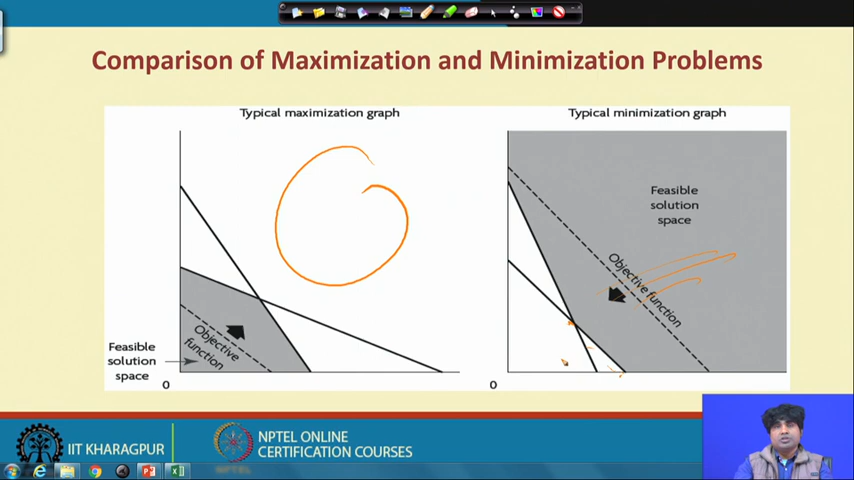 Comparison of Maximization and Minimization Problems
Typical maximization graph
Objective
function
Feasible
solution
space
0
Typical minimization graph
Feasible
solution
space
Objective function
0
IIT KHARAGPUR
NPTEL ONLINE
CERTIFICATION COURSES
NPTEL